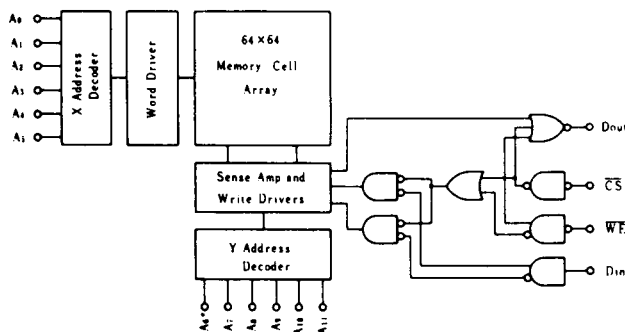 A₀
A₁
A₂
A₃
A₄
A₅
X Address
Decoder
Word Driver
64×64
Memory Cell
Array
Sense Amp and
Write Drivers
Y Address
Decoder
A₆ A₇ A₈ A₉ A₁₀ A₁₁
Dout
CS
WE
Din